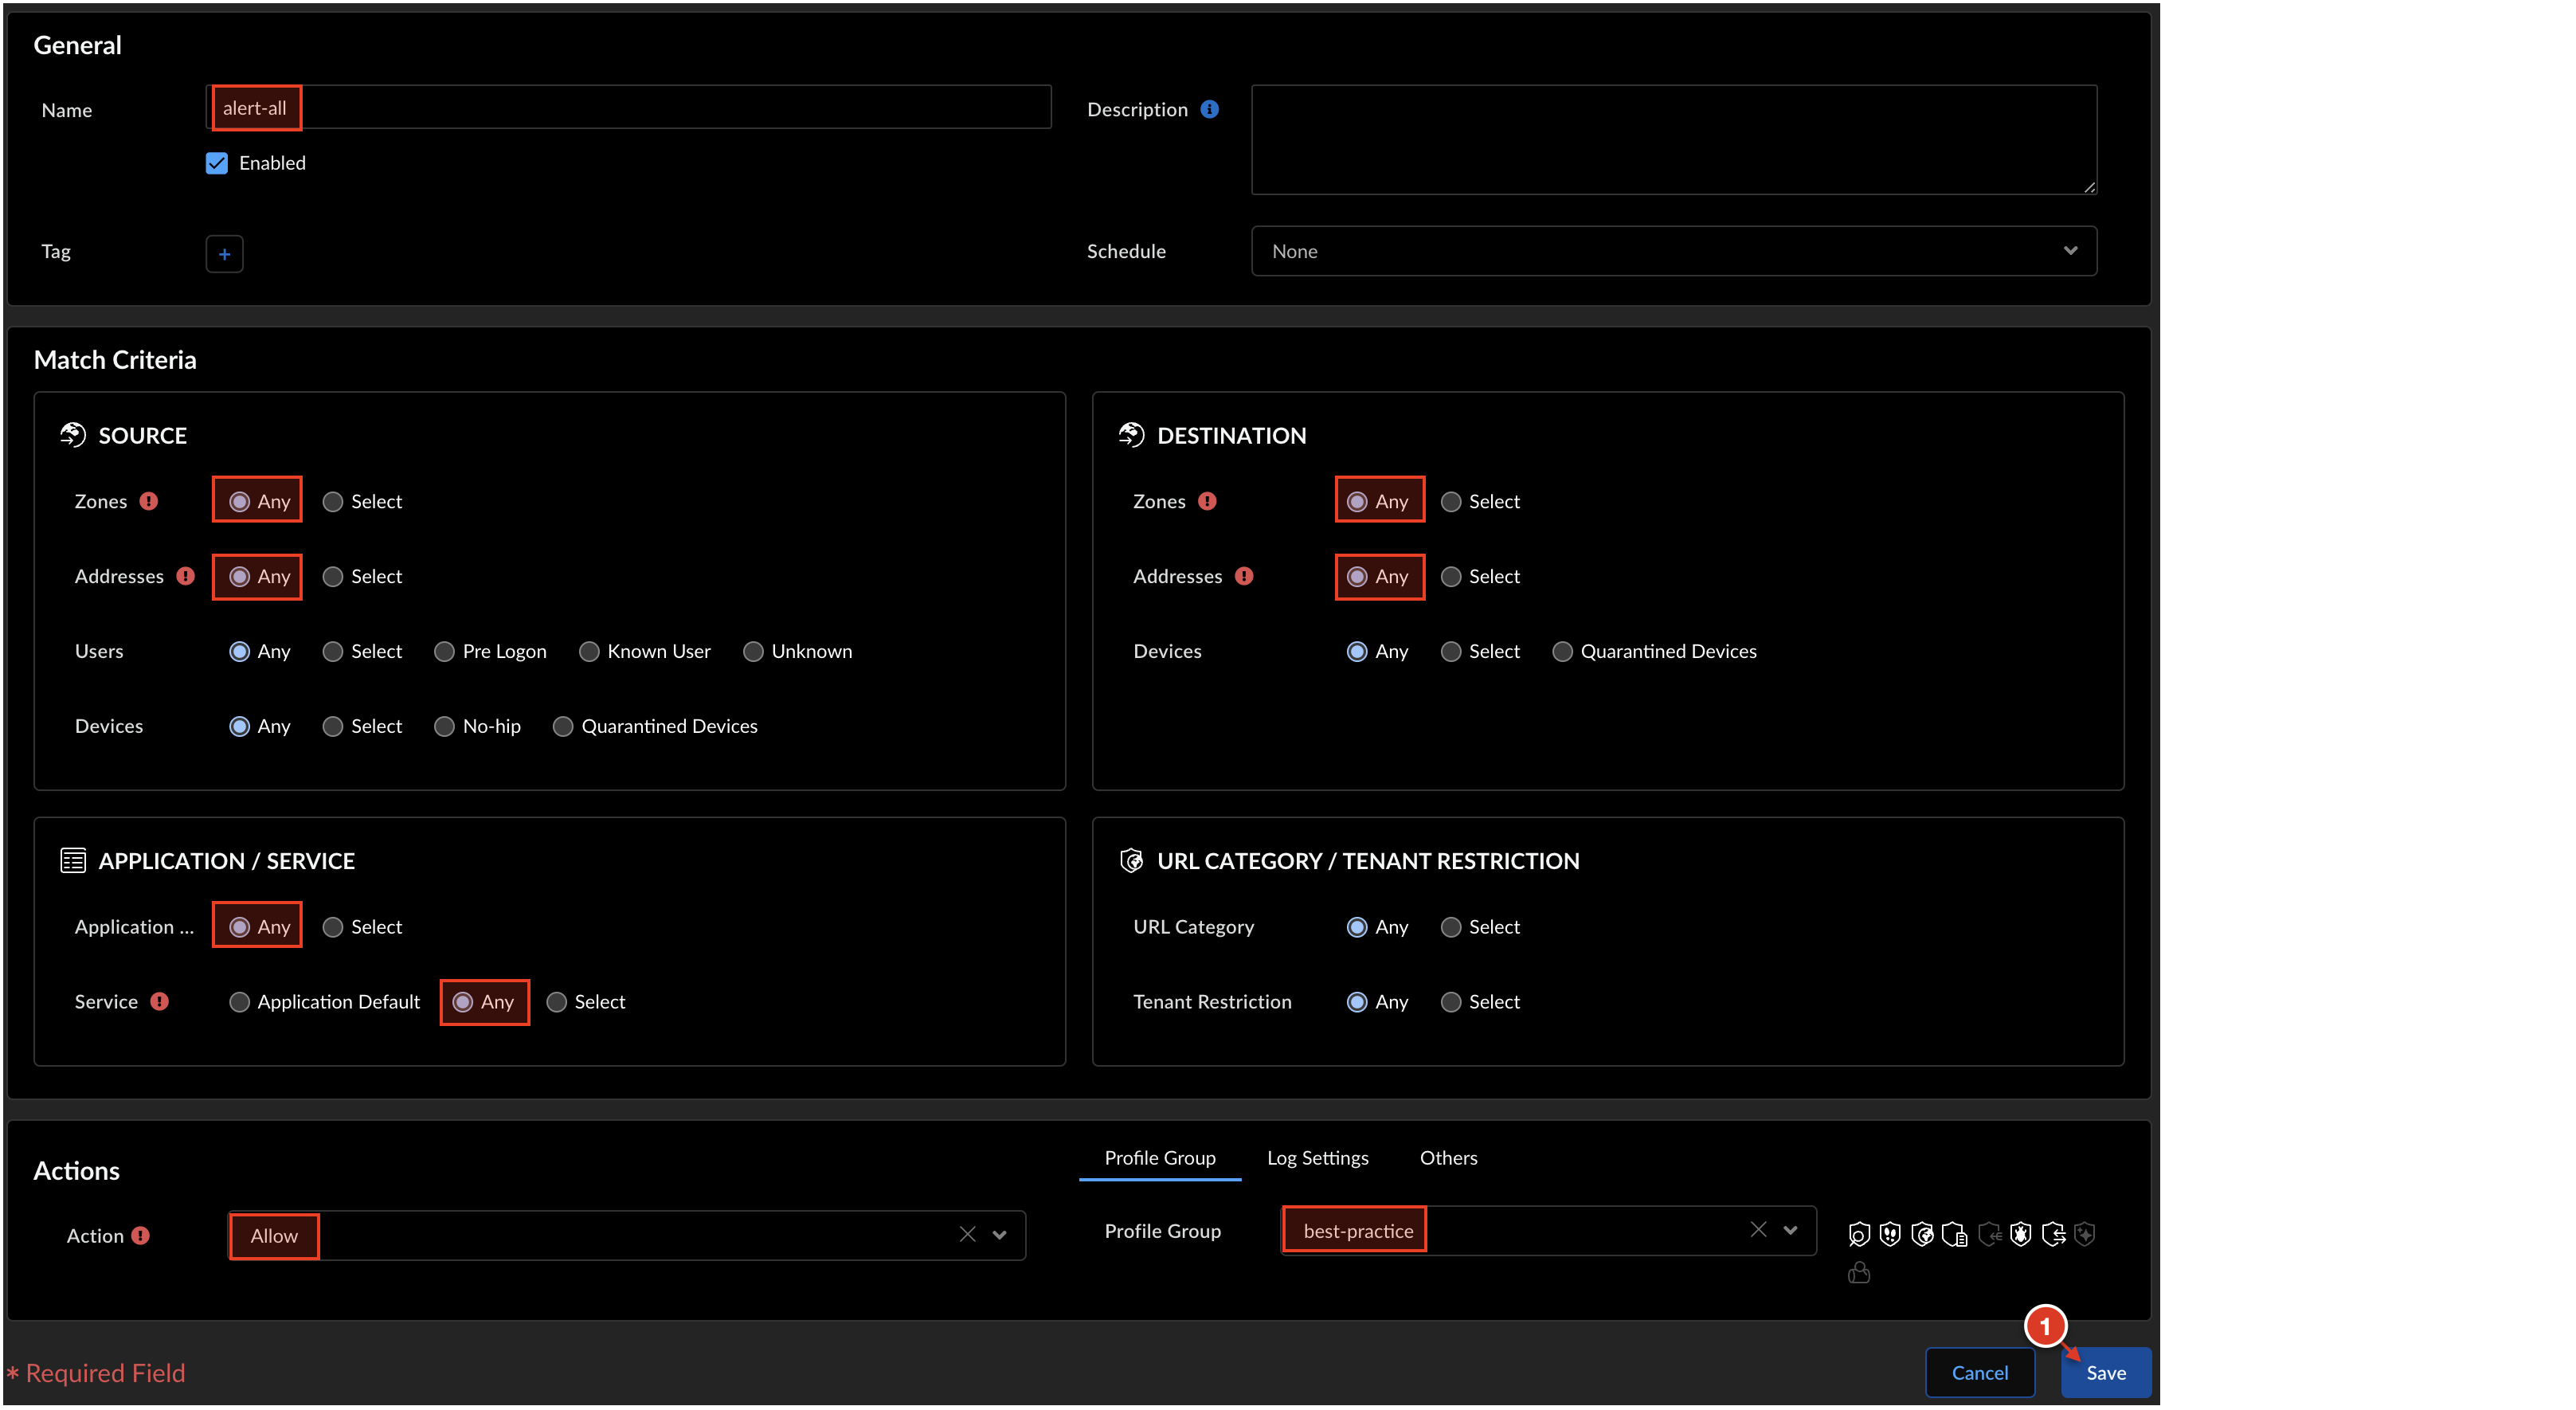 General
Name alert-all
Description
Enabled
Tag +
Schedule None
Match Criteria
SOURCE
Zones Any Select
Addresses Any Select
Users Any Select Pre Logon Known User Unknown
Devices Any Select No-hip Quarantined Devices
DESTINATION
Zones Any Select
Addresses Any Select
Devices Any Select Quarantined Devices
APPLICATION / SERVICE
Application ... Any Select
Service Application Default Any Select
URL CATEGORY / TENANT RESTRICTION
URL Category Any Select
Tenant Restriction Any Select
Actions
Action Allow
Profile Group Log Settings Others
Profile Group best-practice
1
* Required Field
Cancel Save